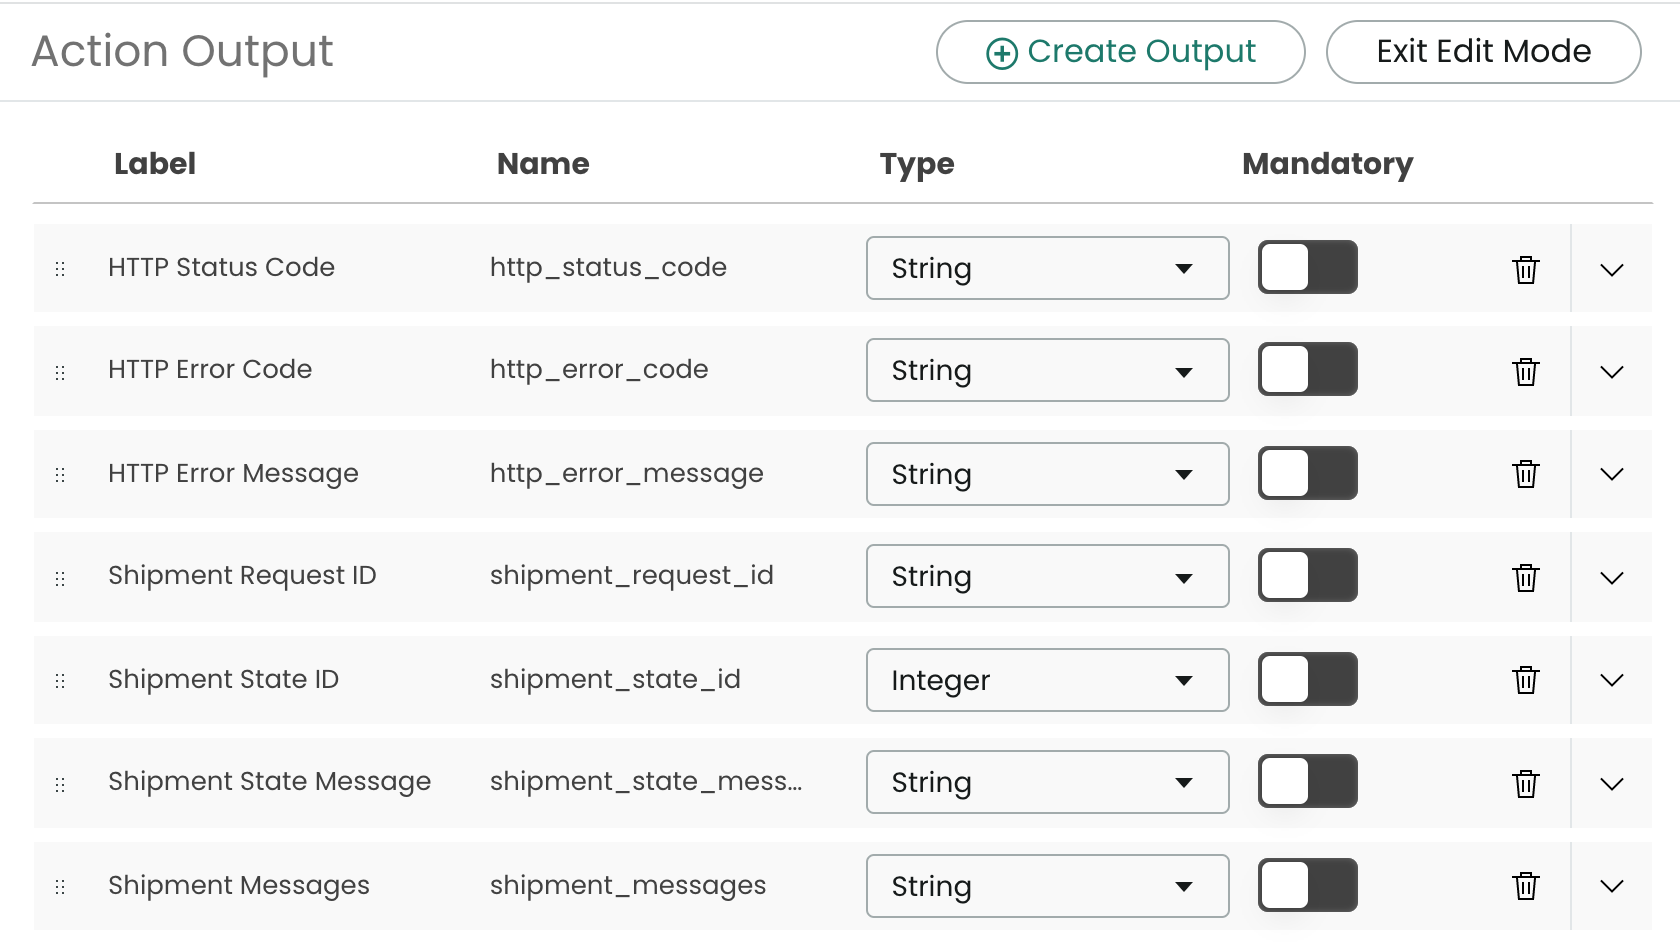 Action Output
Create Output
Exit Edit Mode
Label Name Type Mandatory
HTTP Status Code http_status_code String
HTTP Error Code http_error_code String
HTTP Error Message http_error_message String
Shipment Request ID shipment_request_id String
Shipment State ID shipment_state_id Integer
Shipment State Message shipment_state_mess... String
Shipment Messages shipment_messages String